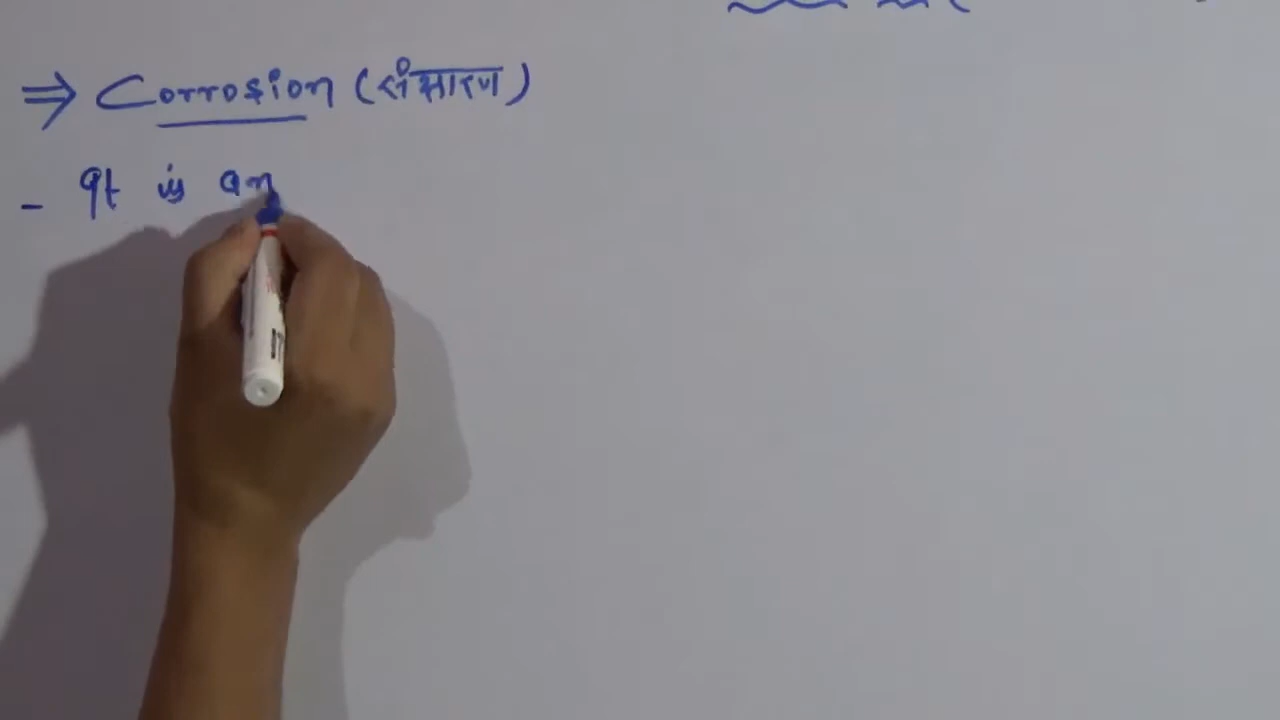 ⇒ Corrosion (संक्षारण)
- It is an